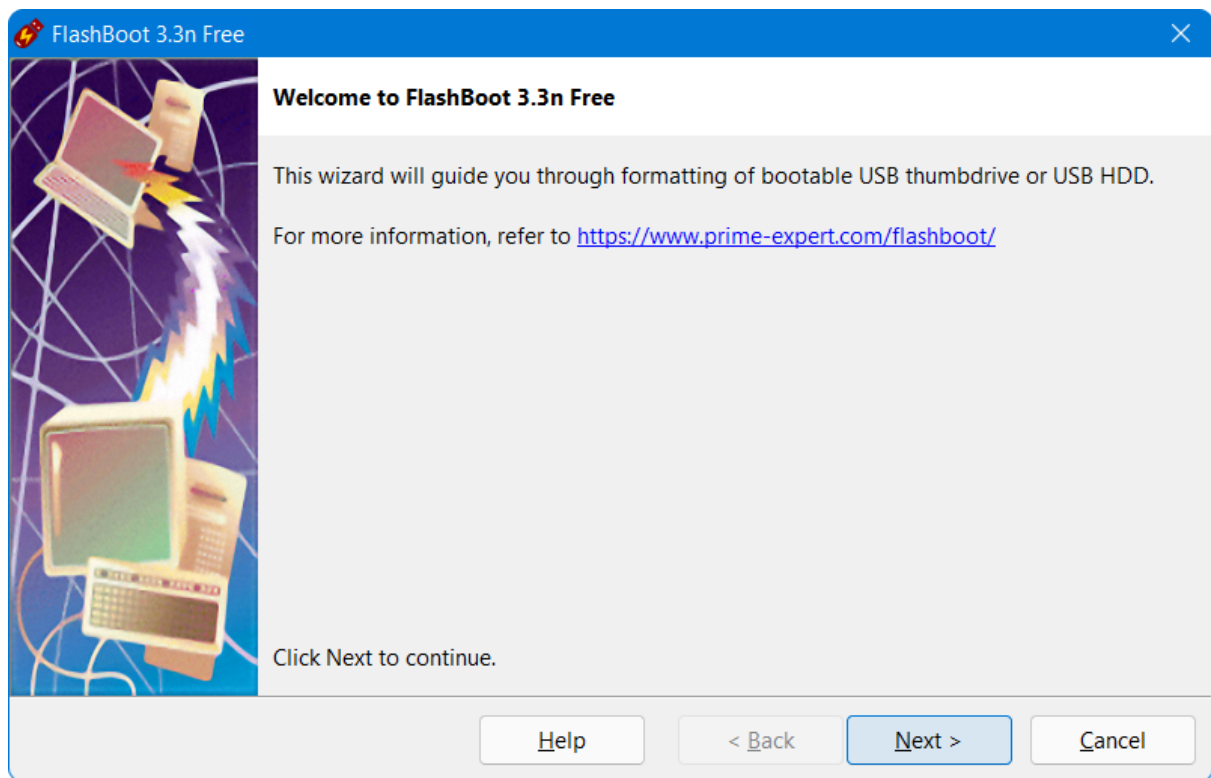 FlashBoot 3.3n Free
Welcome to FlashBoot 3.3n Free
This wizard will guide you through formatting of bootable USB thumbdrive or USB HDD.
For more information, refer to https://www.prime-expert.com/flashboot/
Click Next to continue.
Help
< Back
Next >
Cancel